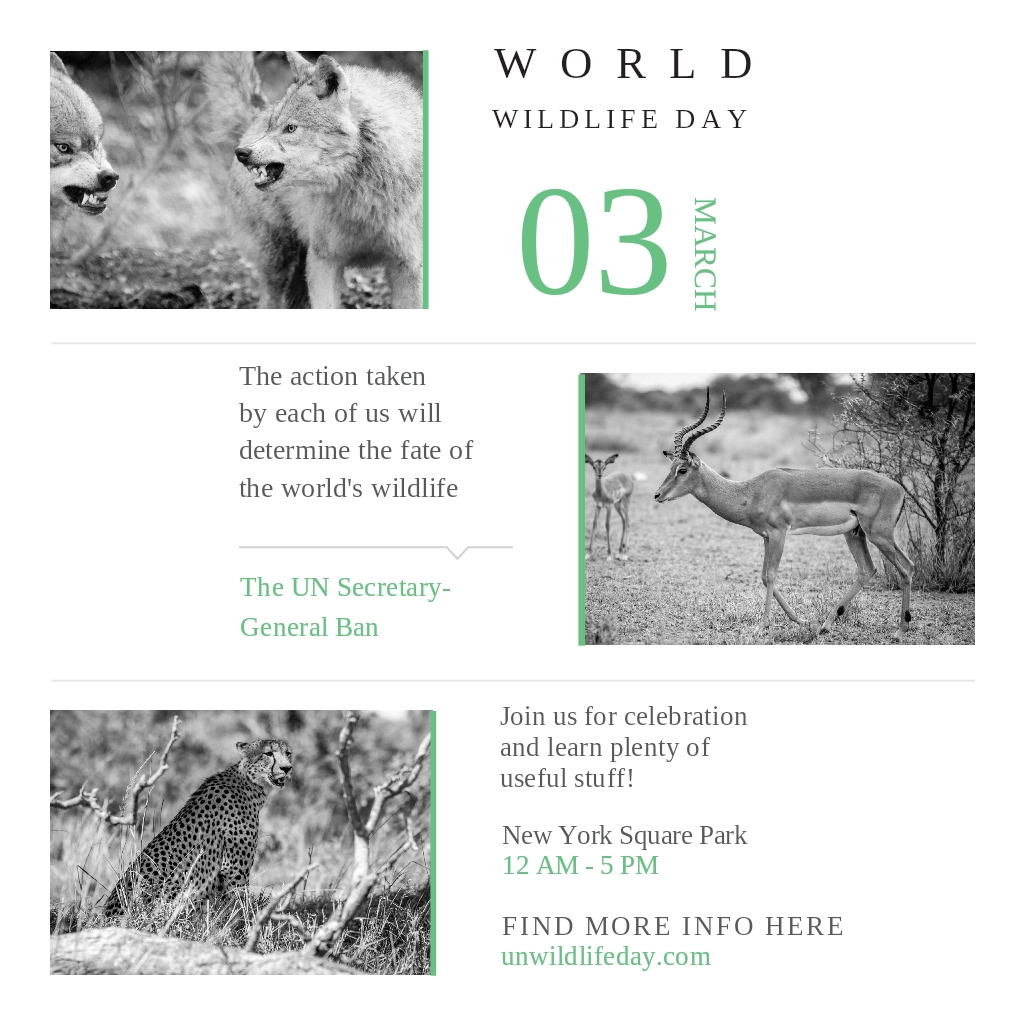 WORLD
WILDLIFE DAY
03
MARCH
The action taken
by each of us will
determine the fate of
the world's wildlife
The UN Secretary-
General Ban
Join us for celebration
and learn plenty of
useful stuff!
New York Square Park
12 AM - 5 PM
FIND MORE INFO HERE
unwildlifeday.com